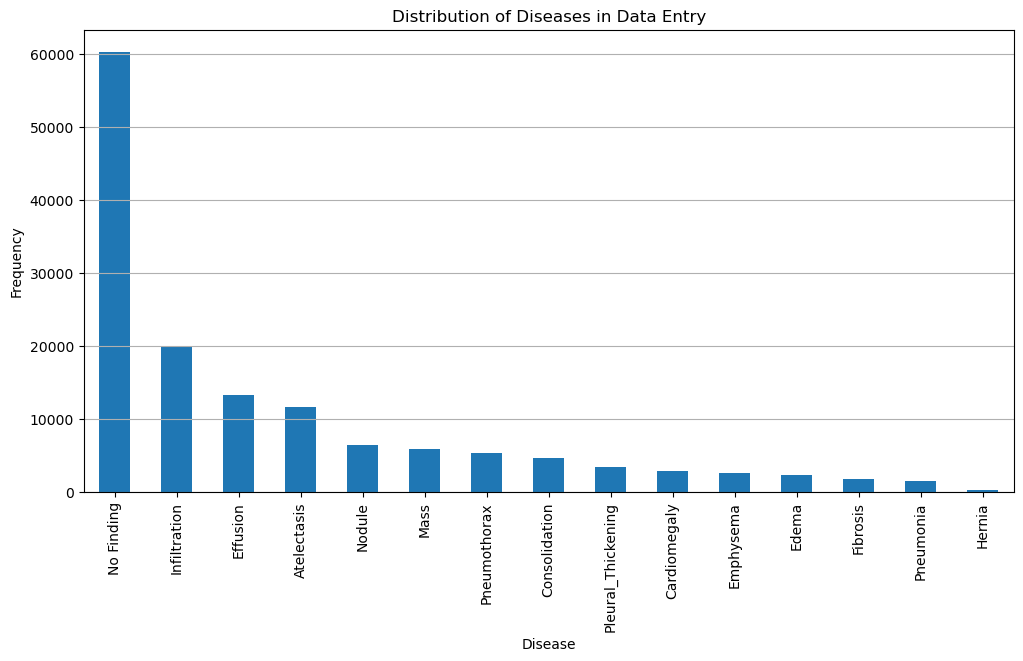 Distribution of Diseases in Data Entry
Frequency
60000
50000
40000
30000
20000
10000
0
No Finding
Infiltration
Effusion
Atelectasis
Nodule
Mass
Pneumothorax
Consolidation
Pleural_Thickening
Cardiomegaly
Emphysema
Edema
Fibrosis
Pneumonia
Hernia
Disease